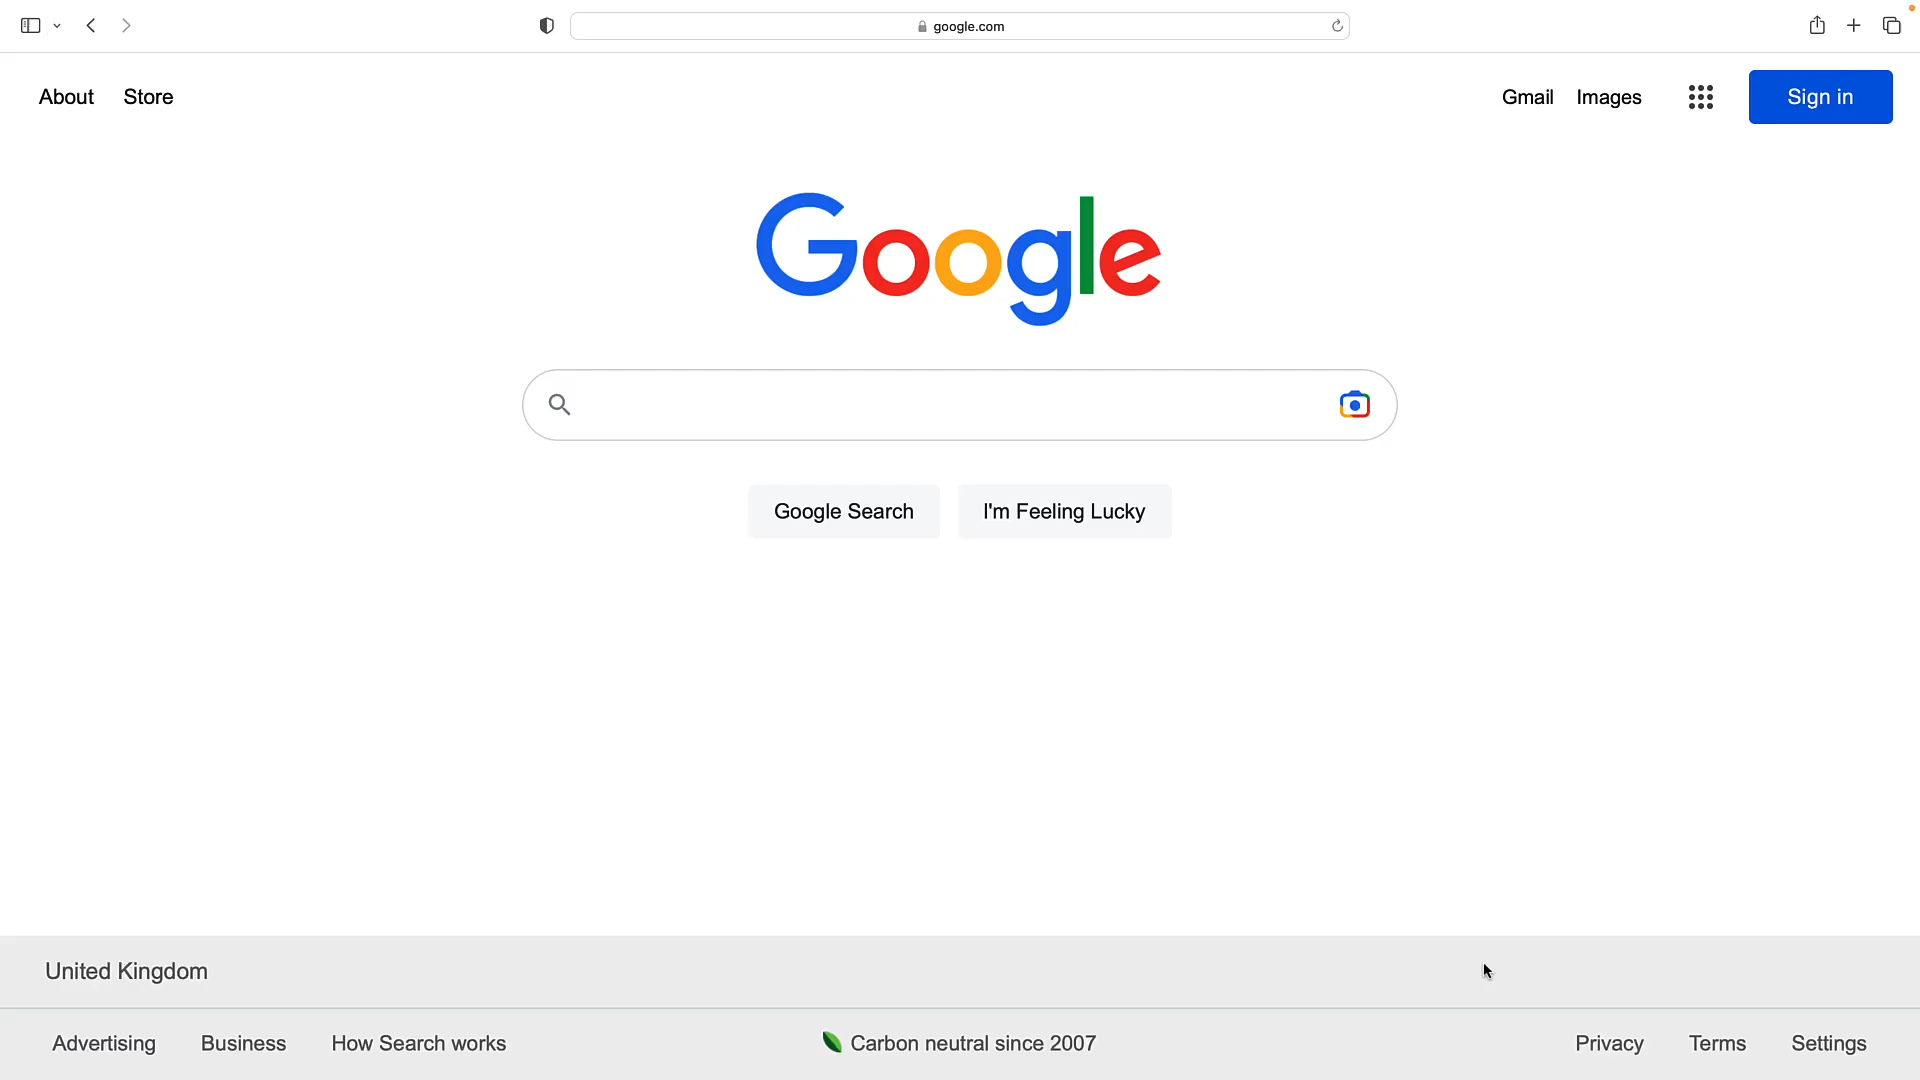 google.com
About Store Gmail Images Sign in
Google
Google Search I'm Feeling Lucky
United Kingdom
Advertising Business How Search works Carbon neutral since 2007 Privacy Terms Settings